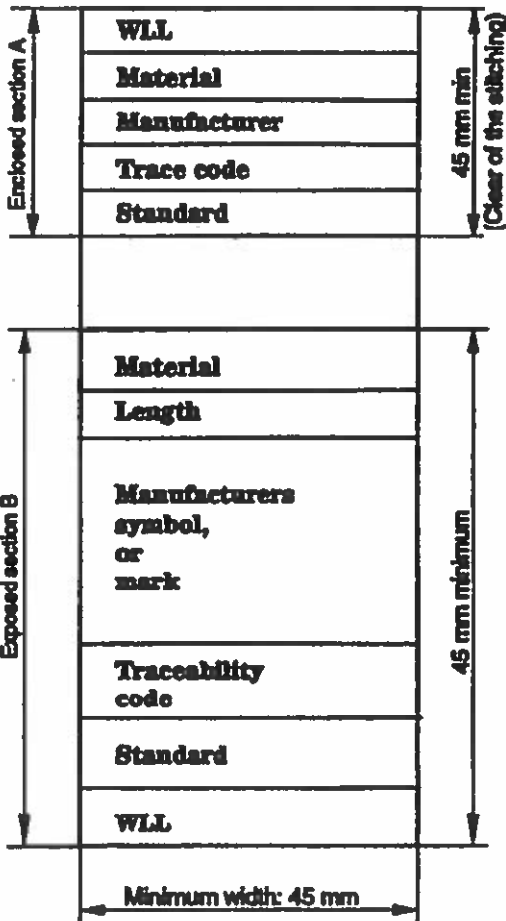 Enclosed section A
WLL
Material
Manufacturer
Trace code
Standard
45 mm min
(Clear of the stitching)
Exposed section B
Material
Length
Manufacturers
symbol,
or
mark
Traceability
code
Standard
WLL
45 mm minimum
Minimum width: 45 mm